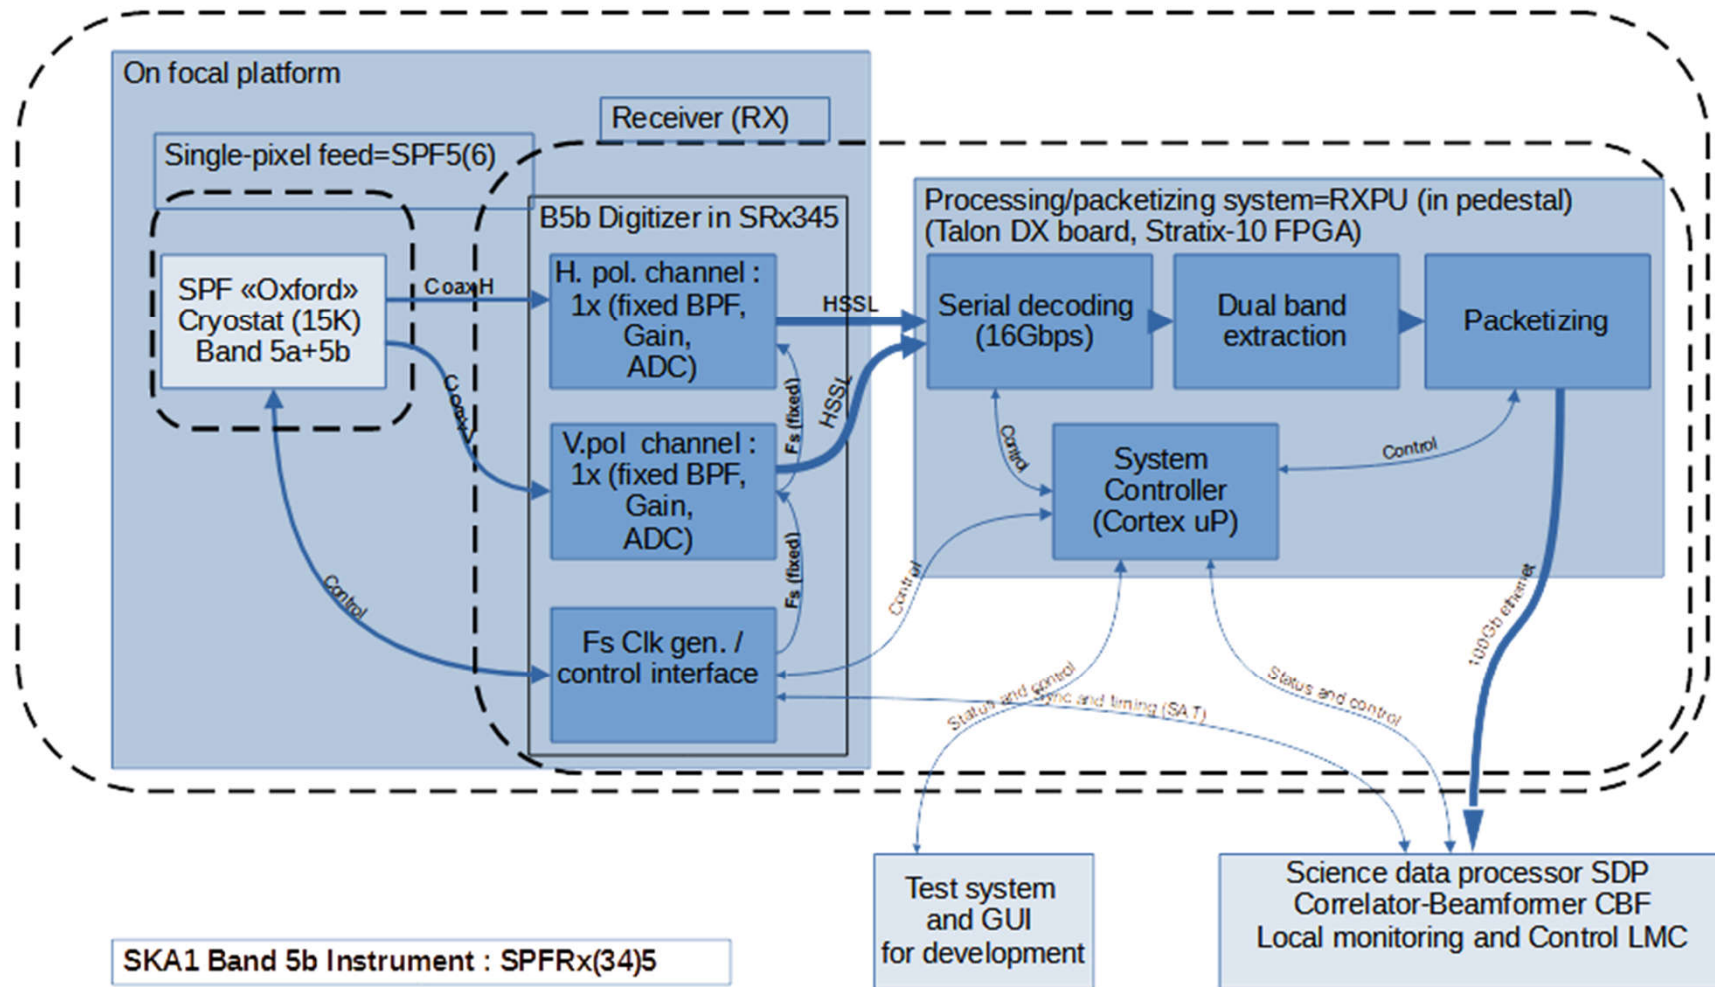 On focal platform
Receiver (RX)
Single-pixel feed=SPF5(6)
Processing/packetizing system=RXPU (in pedestal)
(Talon DX board, Stratix-10 FPGA)
B5b Digitizer in SRx345
SPF «Oxford»
Cryostat (15K)
Band 5a+5b
Coax H
Coax V
H. pol. channel :
1x (fixed BPF,
Gain,
ADC)
HSSL
HSSL
Fs (fixed)
Serial decoding
(16Gbps)
Dual band
extraction
Packetizing
V.pol channel :
1x (fixed BPF,
Gain,
ADC)
Fs (fixed)
Control
Control
System
Controller
(Cortex uP)
Control
Control
Fs Clk gen. /
control interface
100Gb ethernet
Status and control
Sync and timing (SAT)
Status and control
Test system
and GUI
for development
Science data processor SDP
Correlator-Beamformer CBF
Local monitoring and Control LMC
SKA1 Band 5b Instrument : SPFRx(34)5